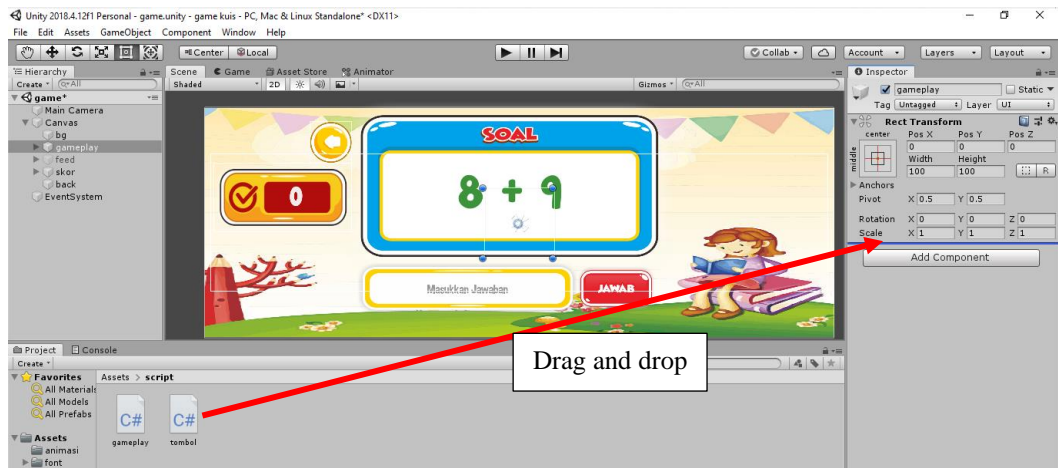 Unity 2018.4.12f1 Personal - game.unity - game kuis - PC, Mac & Linux Standalone* <DX11>
File Edit Assets GameObject Component Window Help
Center Local Collab Account Layers Layout
Hierarchy
Create All
game*
Main Camera
Canvas
bg
gameplay
feed
skor
back
EventSystem
Scene Game Asset Store Animator
Shaded 2D Gizmos All
SOAL
8 + 9
0
Masukkan Jawaban
JAWAB
Inspector
gameplay Static
Tag Untagged Layer UI
Rect Transform
center Pos X Pos Y Pos Z
middle 0 0 0
Width Height
100 100 R
Anchors
Pivot X 0.5 Y 0.5
Rotation X 0 Y 0 Z 0
Scale X 1 Y 1 Z 1
Add Component
Project Console
Create
Favorites
All Materials
All Models
All Prefabs
Assets
animasi
font
Assets > script
C# C#
gameplay tombol
Drag and drop